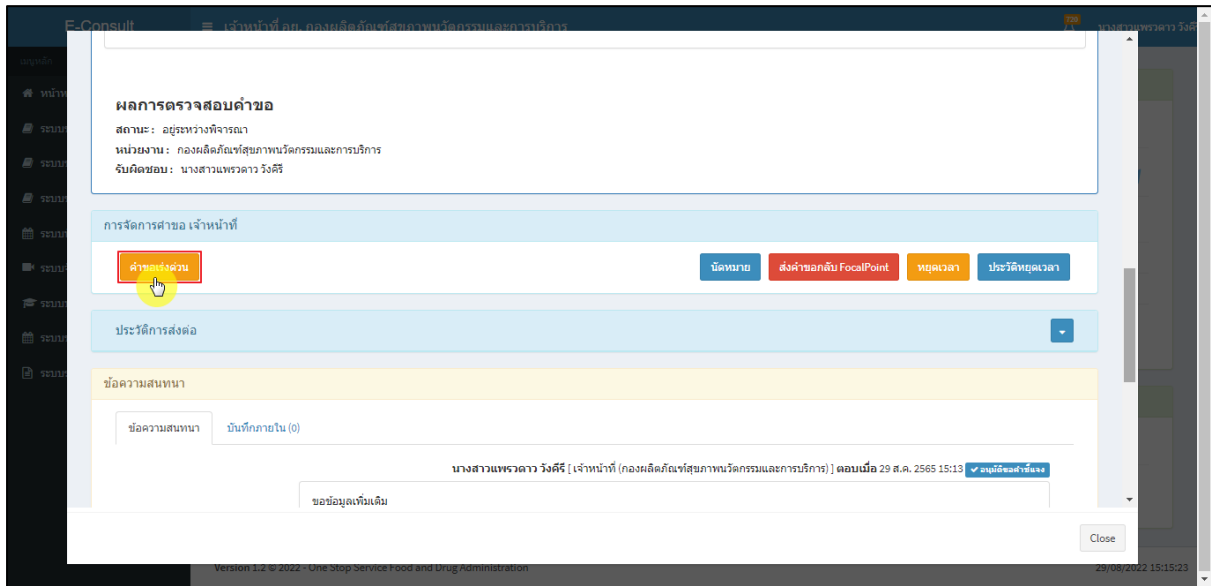 E-Consult
เจ้าหน้าที่ อย. กองผลิตภัณฑ์สุขภาพนวัตกรรมและการบริการ
728
นางสาวแพรวดาว วังคีรี
เมนูหลัก
ผลการตรวจสอบคำขอ
สถานะ : อยู่ระหว่างพิจารณา
หน่วยงาน : กองผลิตภัณฑ์สุขภาพนวัตกรรมและการบริการ
รับผิดชอบ : นางสาวแพรวดาว วังคีรี
การจัดการคำขอ เจ้าหน้าที่
คำขอเร่งด่วน
นัดหมาย
ส่งคำขอกลับ FocalPoint
หยุดเวลา
ประวัติหยุดเวลา
ประวัติการส่งต่อ
ข้อความสนทนา
ข้อความสนทนา
บันทึกภายใน (0)
นางสาวแพรวดาว วังคีรี [ เจ้าหน้าที่ (กองผลิตภัณฑ์สุขภาพนวัตกรรมและการบริการ) ] ตอบเมื่อ 29 ส.ค. 2565 15:13 อนุมัติขอคำชี้แจง
ขอข้อมูลเพิ่มเติม
Close
Version 1.2 © 2022 - One Stop Service Food and Drug Administration
29/08/2022 15:15:23